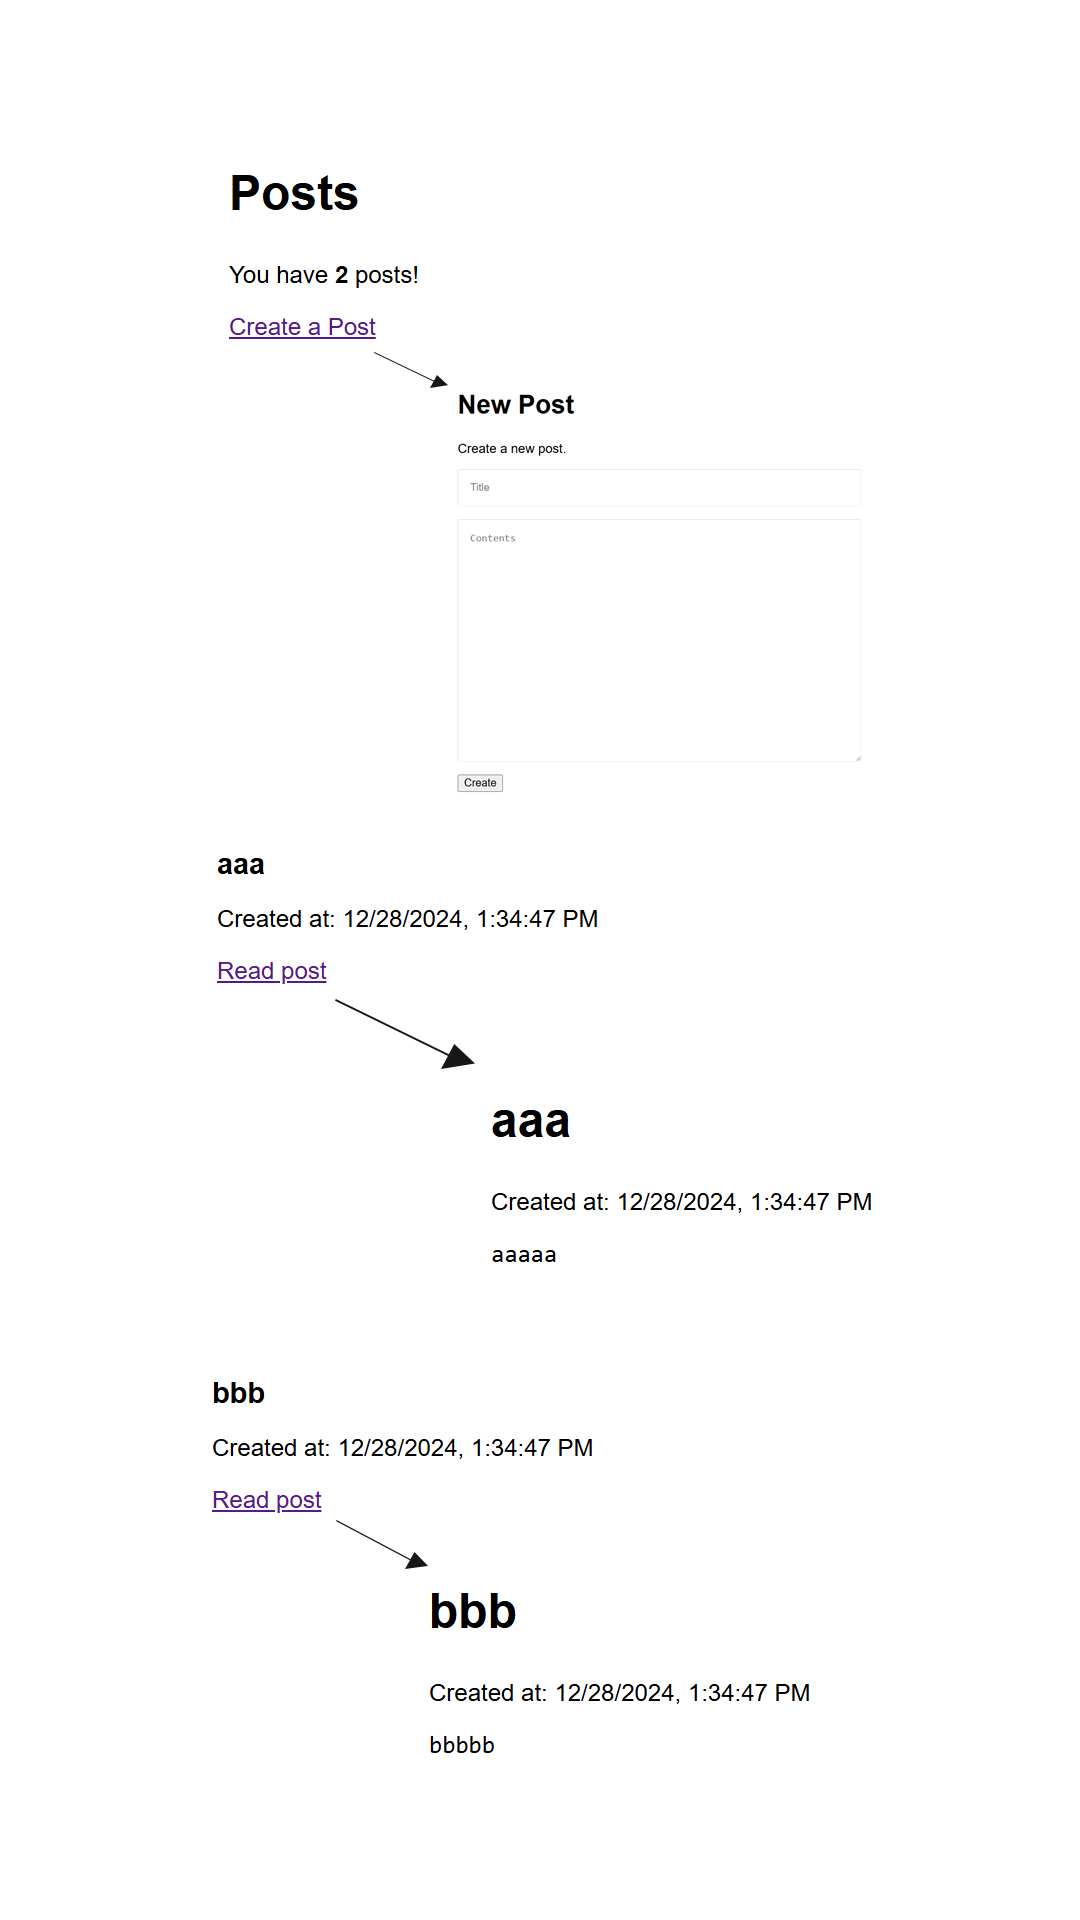 Posts
You have 2 posts!
Create a Post
New Post
Create a new post.
Title
Contents
Create
aaa
Created at: 12/28/2024, 1:34:47 PM
Read post
aaa
Created at: 12/28/2024, 1:34:47 PM
aaaaa
bbb
Created at: 12/28/2024, 1:34:47 PM
Read post
bbb
Created at: 12/28/2024, 1:34:47 PM
bbbbb